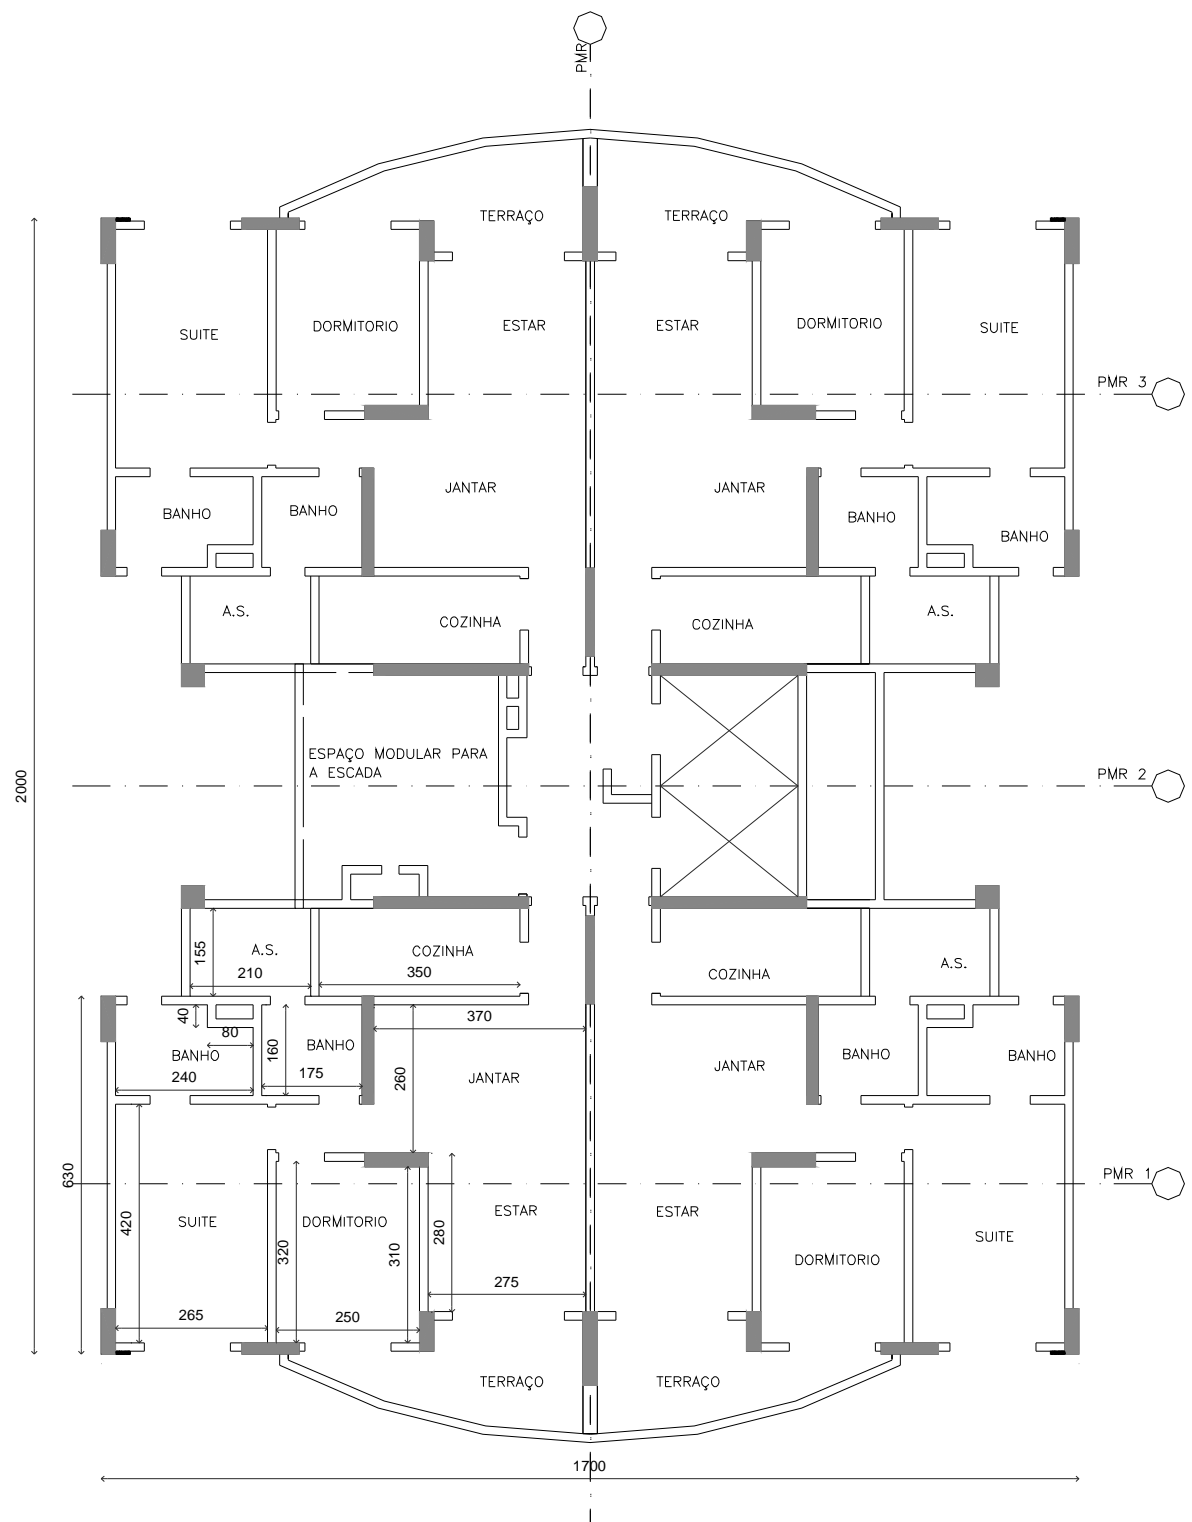 PMR
TERRAÇO
TERRAÇO
SUITE
DORMITORIO
ESTAR
ESTAR
DORMITORIO
SUITE
PMR 3
BANHO
BANHO
JANTAR
JANTAR
BANHO
BANHO
A.S.
COZINHA
COZINHA
A.S.
ESPAÇO MODULAR PARA
A ESCADA
PMR 2
2000
155
A.S.
210
COZINHA
350
COZINHA
A.S.
40
80
BANHO
240
160
BANHO
175
370
260
JANTAR
JANTAR
BANHO
BANHO
630
PMR 1
420
SUITE
265
320
DORMITORIO
250
310
280
ESTAR
275
ESTAR
DORMITORIO
SUITE
TERRAÇO
TERRAÇO
1700